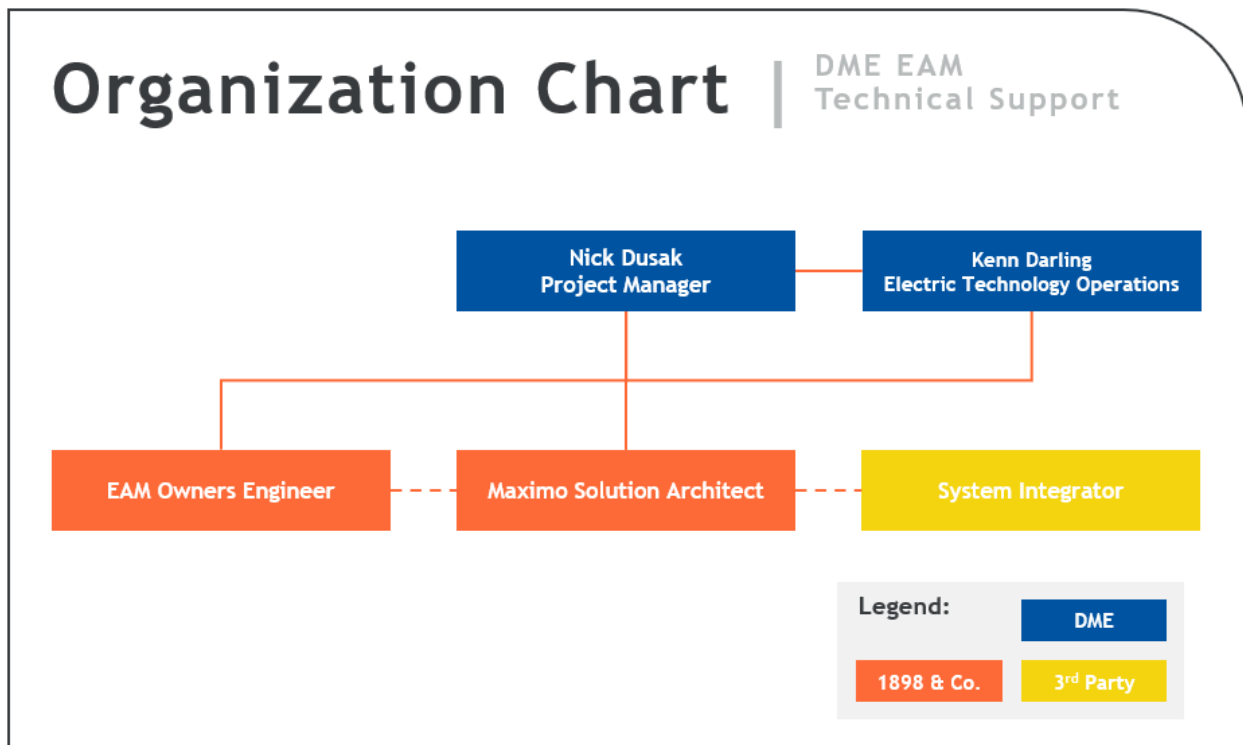 Organization Chart
DME EAM
Technical Support
Nick Dusak
Project Manager
Kenn Darling
Electric Technology Operations
EAM Owners Engineer
Maximo Solution Architect
System Integrator
Legend:
DME
1898 & Co.
3rd Party